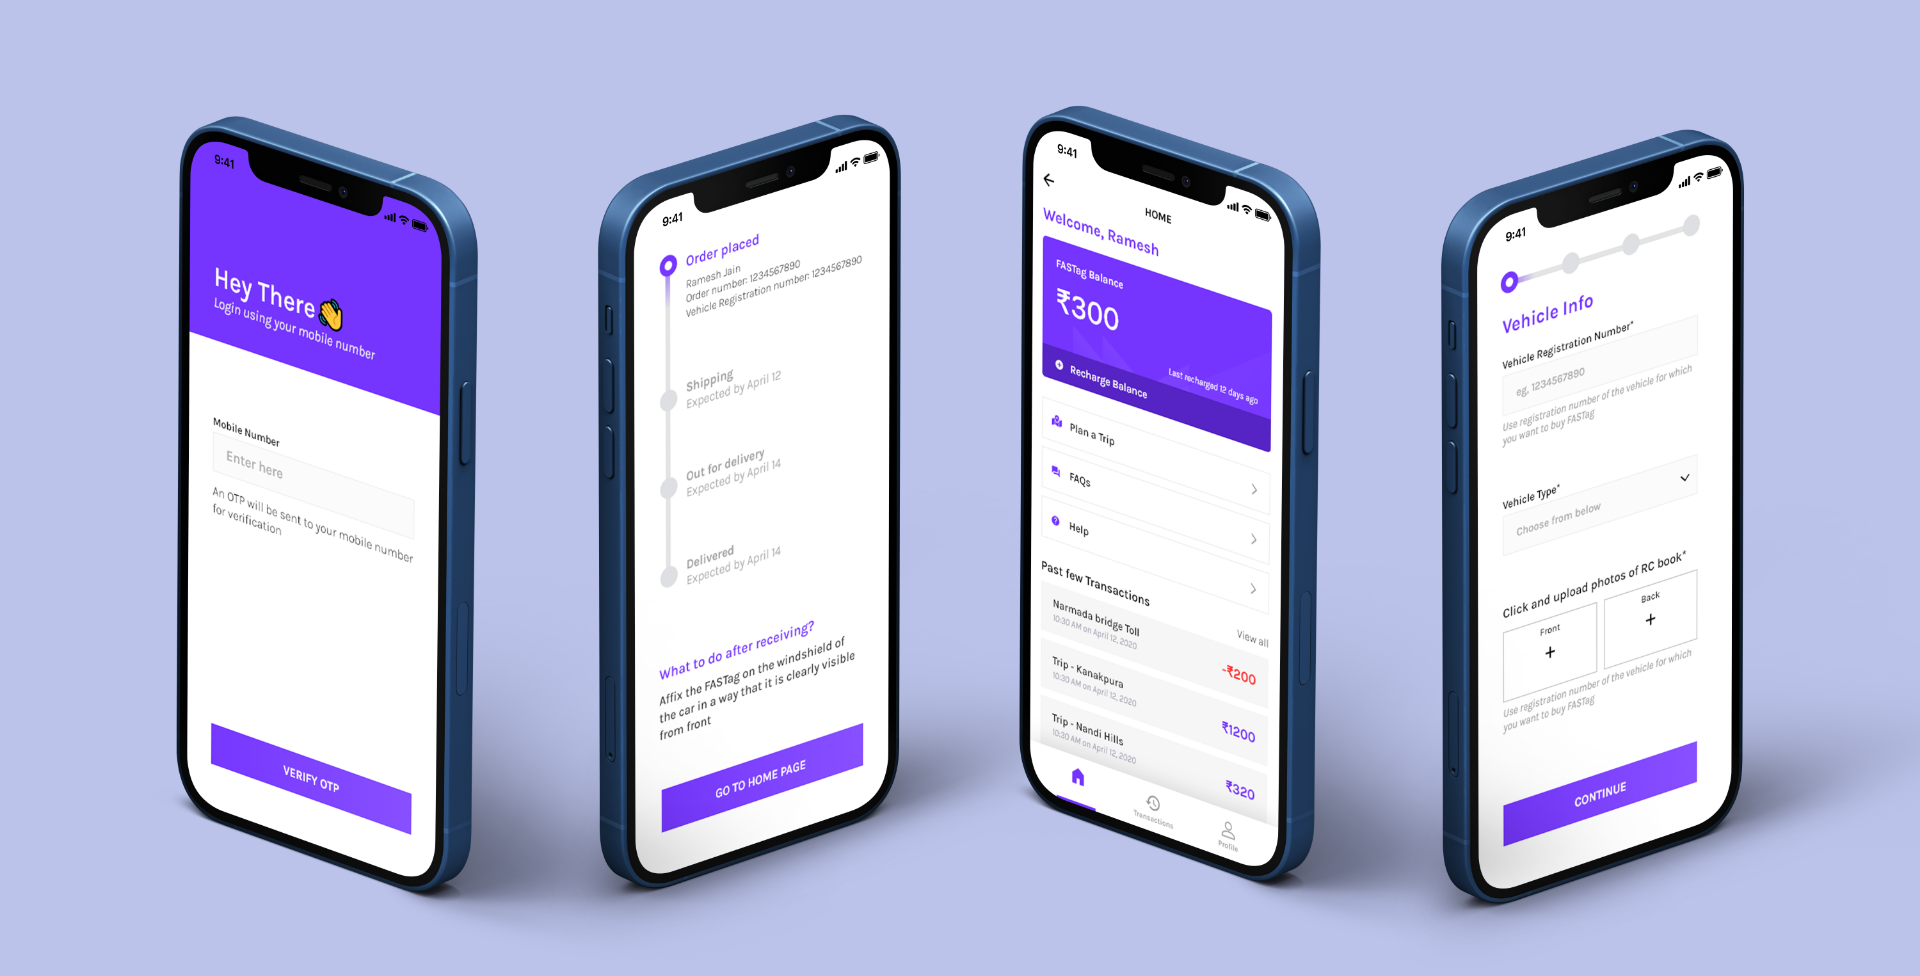 9:41
Hey There 👋
Login using your mobile number
Mobile Number
Enter here
An OTP will be sent to your mobile number
for verification
VERIFY OTP
9:41
Order placed
Ramesh Jain
Order number: 1234567890
Vehicle Registration number: 1234567890
Shipping
Expected by April 12
Out for delivery
Expected by April 14
Delivered
Expected by April 14
What to do after receiving?
Affix the FASTag on the windshield of
the car in a way that it is clearly visible
from front
GO TO HOME PAGE
9:41
HOME
Welcome, Ramesh
FASTag Balance
₹300
Last recharged 12 days ago
Recharge Balance
Plan a Trip
FAQs
Help
Past few Transactions
View all
Narmada bridge Toll
10:30 AM on April 12, 2020
-₹200
Trip - Kanakpura
10:30 AM on April 12, 2020
₹1200
Trip - Nandi Hills
10:30 AM on April 12, 2020
₹320
Transactions
Profile
9:41
Vehicle Info
Vehicle Registration Number*
eg, 1234567890
Use registration number of the vehicle for which
you want to buy FASTag
Vehicle Type*
Choose from below
Click and upload photos of RC book*
Front
+
Back
+
Use registration number of the vehicle for which
you want to buy FASTag
CONTINUE